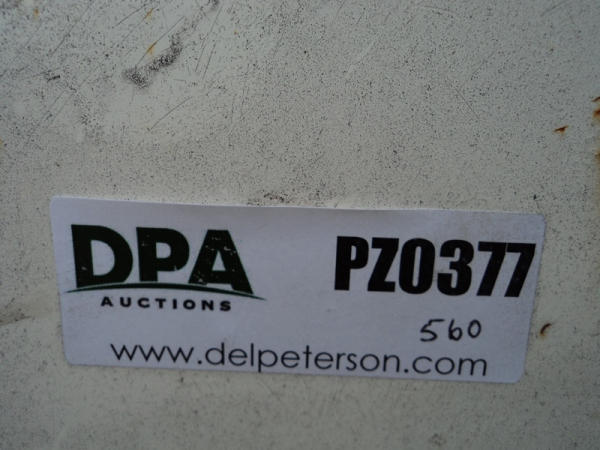 DPA
AUCTIONS
PZ0377
560
www.delpeterson.com